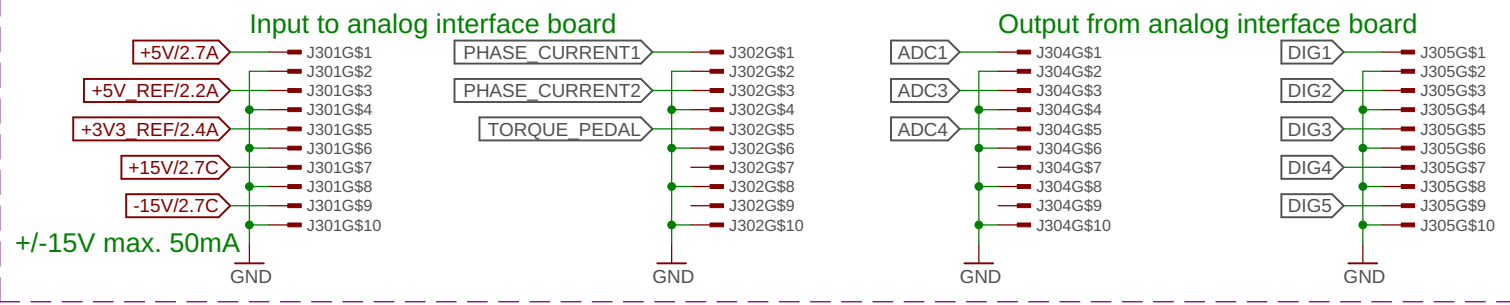 Input to analog interface board
Output from analog interface board
+5V/2.7A
J301G$1
J301G$2
+5V_REF/2.2A
J301G$3
J301G$4
+3V3_REF/2.4A
J301G$5
J301G$6
+15V/2.7C
J301G$7
J301G$8
-15V/2.7C
J301G$9
J301G$10
+/-15V max. 50mA
GND
PHASE_CURRENT1
J302G$1
J302G$2
PHASE_CURRENT2
J302G$3
J302G$4
TORQUE_PEDAL
J302G$5
J302G$6
J302G$7
J302G$8
J302G$9
J302G$10
GND
ADC1
J304G$1
J304G$2
ADC3
J304G$3
J304G$4
ADC4
J304G$5
J304G$6
J304G$7
J304G$8
J304G$9
J304G$10
GND
DIG1
J305G$1
J305G$2
DIG2
J305G$3
J305G$4
DIG3
J305G$5
J305G$6
DIG4
J305G$7
J305G$8
DIG5
J305G$9
J305G$10
GND